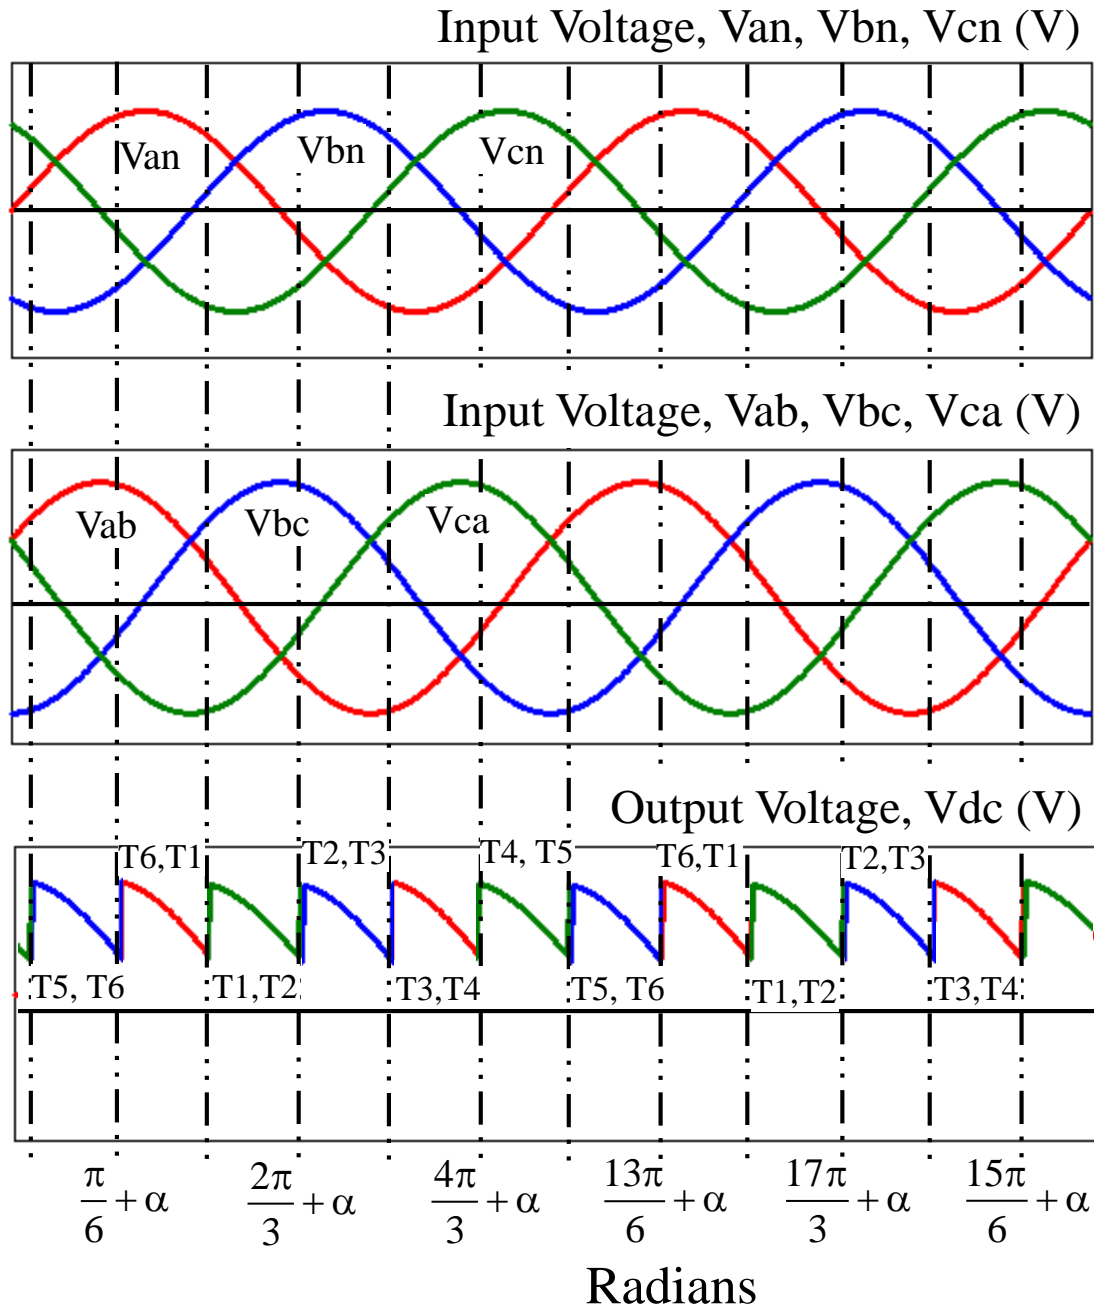 Input Voltage, Van, Vbn, Vcn (V)
Van
Vbn
Vcn
Input Voltage, Vab, Vbc, Vca (V)
Vab
Vbc
Vca
Output Voltage, Vdc (V)
T6,T1
T2,T3
T4, T5
T6,T1
T2,T3
T5, T6
T1,T2
T3,T4
T5, T6
T1,T2
T3,T4
π/6 + α
2π/3 + α
4π/3 + α
13π/6 + α
17π/3 + α
15π/6 + α
Radians